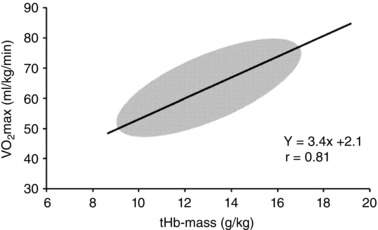 90
80
70
60
50
40
30
VO2max (ml/kg/min)
Y = 3.4x +2.1
r = 0.81
6 8 10 12 14 16 18 20
tHb-mass (g/kg)